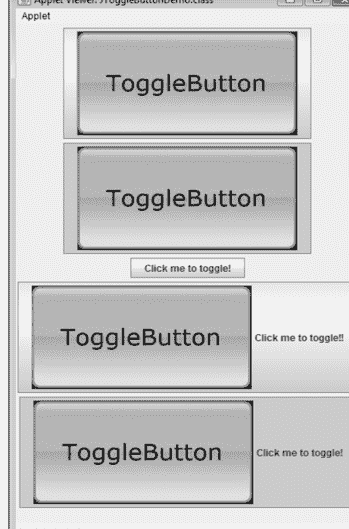 Applet Viewer: /ToggleButtonDemo.class
Applet
ToggleButton
ToggleButton
Click me to toggle!
ToggleButton Click me to toggle!!
ToggleButton Click me to toggle!